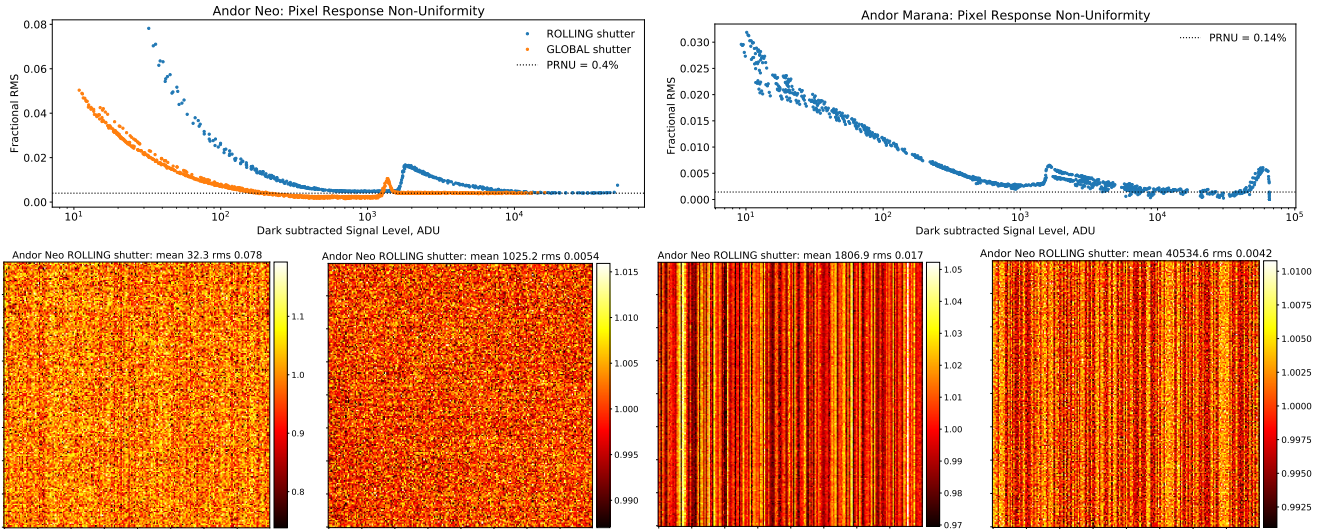 Andor Neo: Pixel Response Non-Uniformity
0.08
0.06
0.04
0.02
0.00
Fractional RMS
ROLLING shutter
GLOBAL shutter
PRNU = 0.4%
10¹ 10² 10³ 10⁴
Dark subtracted Signal Level, ADU
Andor Marana: Pixel Response Non-Uniformity
0.030
0.025
0.020
0.015
0.010
0.005
0.000
Fractional RMS
PRNU = 0.14%
10¹ 10² 10³ 10⁴ 10⁵
Dark subtracted Signal Level, ADU
Andor Neo ROLLING shutter: mean 32.3 rms 0.078
1.1
1.0
0.9
0.8
Andor Neo ROLLING shutter: mean 1025.2 rms 0.0054
1.015
1.010
1.005
1.000
0.995
0.990
Andor Neo ROLLING shutter: mean 1806.9 rms 0.017
1.05
1.04
1.03
1.02
1.01
1.00
0.99
0.98
0.97
Andor Neo ROLLING shutter: mean 40534.6 rms 0.0042
1.0100
1.0075
1.0050
1.0025
1.0000
0.9975
0.9950
0.9925